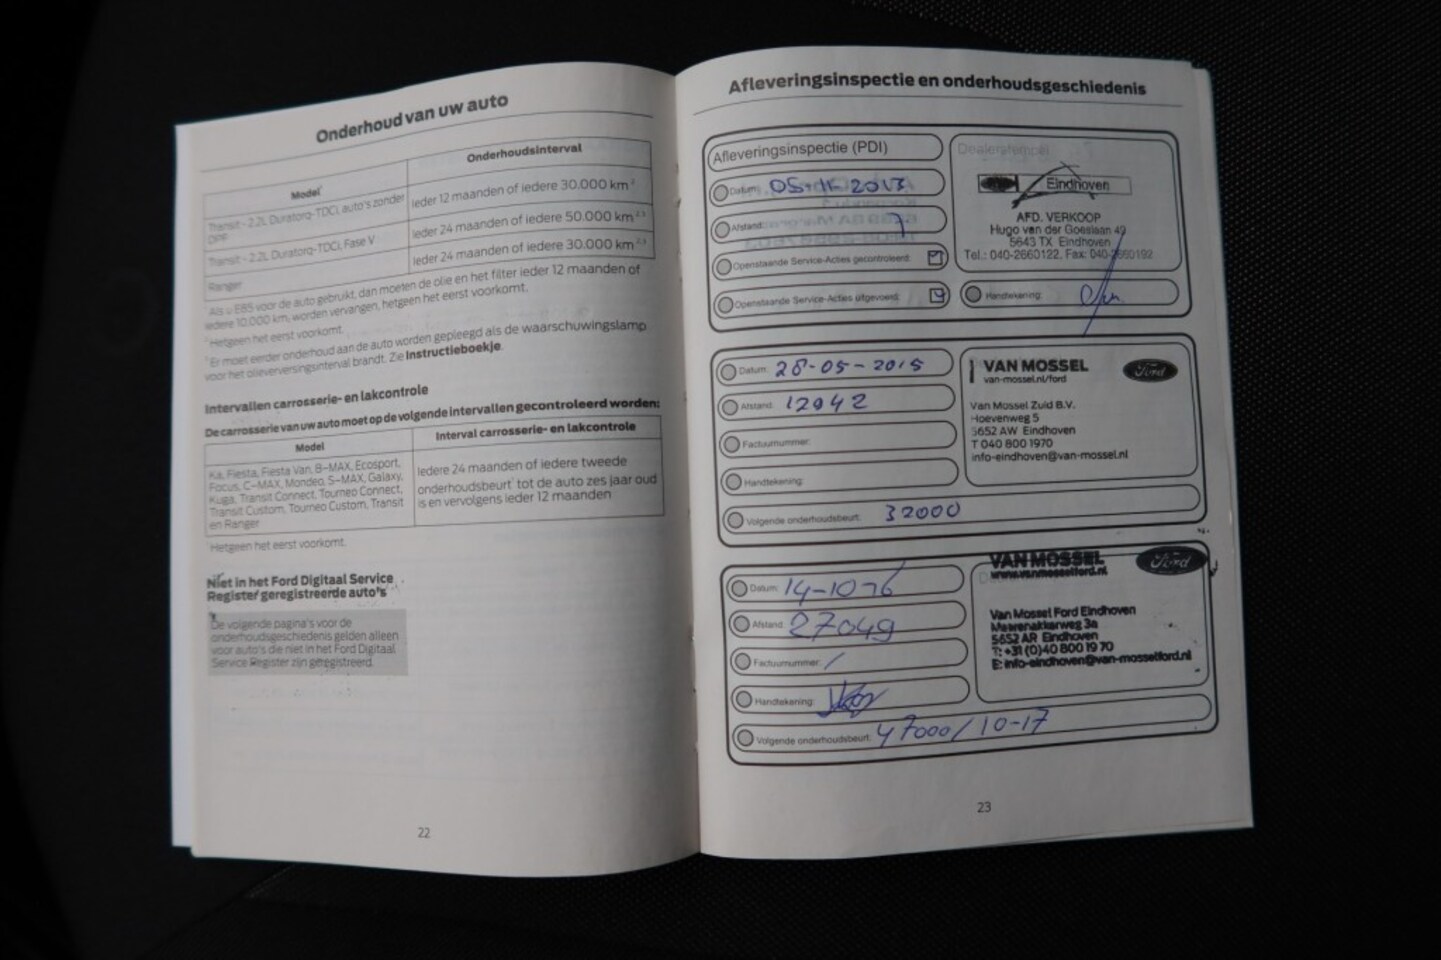 Onderhoud van uw auto
Model Onderhoudsinterval
Transit - 2.2L Duratorq-TDCi, auto's zonder DPF Ieder 12 maanden of iedere 30.000 km
Transit - 2.2L Duratorq-TDCi, Fase V Ieder 24 maanden of iedere 50.000 km
Ranger Ieder 24 maanden of iedere 30.000 km
Als u E85 voor de auto gebruikt, dan moeten de olie en het filter ieder 12 maanden of
iedere 10.000 km, worden vervangen, hetgeen het eerst voorkomt.
Hetgeen het eerst voorkomt.
Er moet eerder onderhoud aan de auto worden gepleegd als de waarschuwingslamp
voor het olieverversingsinterval brandt. Zie Instructieboekje.
Intervallen carrosserie- en lakcontrole
De carrosserie van uw auto moet op de volgende intervallen gecontroleerd worden:
Model Interval carrosserie- en lakcontrole
Ka, Fiesta, Fiesta Van, B-MAX, Ecosport,
Focus, C-MAX, Mondeo, S-MAX, Galaxy,
Kuga, Transit Connect, Tourneo Connect,
Transit Custom, Tourneo Custom, Transit
en Ranger
Iedere 24 maanden of iedere tweede
onderhoudsbeurt tot de auto zes jaar oud
is en vervolgens ieder 12 maanden
Hetgeen het eerst voorkomt.
Niet in het Ford Digitaal Service
Register geregistreerde auto's
De volgende pagina's voor de
onderhoudsgeschiedenis gelden alleen
voor auto's die niet in het Ford Digitaal
Service Register zijn geregistreerd.
22
Afleveringsinspectie en onderhoudsgeschiedenis
Afleveringsinspectie (PDI)
Datum: 05-11-2013
Afstand: 7
Openstaande Service-Acties gecontroleerd:
Openstaande Service-Acties uitgevoerd:
Dealerstempel
Eindhoven
AFD. VERKOOP
Hugo van der Goeslaan 49
5643 TX Eindhoven
Tel.: 040-2660122, Fax: 040-2660192
Handtekening:
Datum: 28-05-2015
Afstand: 12942
Factuurnummer:
Handtekening:
Volgende onderhoudsbeurt: 32000
VAN MOSSEL
van-mossel.nl/ford
Ford
Van Mossel Zuid B.V.
Hoevenweg 5
5652 AW Eindhoven
T 040 800 1970
info-eindhoven@van-mossel.nl
Datum: 14-10-16
Afstand: 27049
Factuurnummer: /
Handtekening:
Volgende onderhoudsbeurt: 47000/10-17
VAN MOSSEL
www.vanmosselford.nl
Ford
Van Mossel Ford Eindhoven
Meerenakkerweg 3a
5652 AR Eindhoven
T: +31 (0)40 800 19 70
E: info-eindhoven@van-mosselford.nl
23